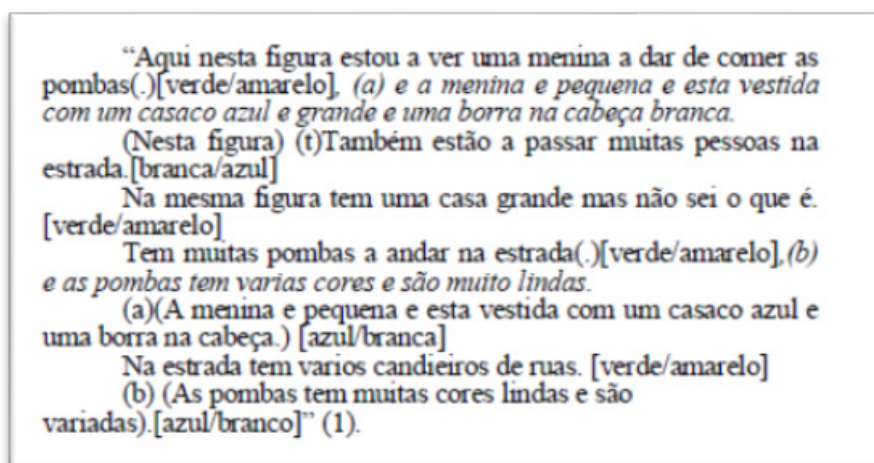 “Aqui nesta figura estou a ver uma menina a dar de comer as
pombas(.)[verde/amarelo], (a) e a menina e pequena e esta vestida
com um casaco azul e grande e uma borra na cabeça branca.
(Nesta figura) (t)Também estão a passar muitas pessoas na
estrada.[branca/azul]
Na mesma figura tem uma casa grande mas não sei o que é.
[verde/amarelo]
Tem muitas pombas a andar na estrada(.)[verde/amarelo],(b)
e as pombas tem varias cores e são muito lindas.
(a)(A menina e pequena e esta vestida com um casaco azul e
uma borra na cabeça.) [azul/branca]
Na estrada tem varios candieiros de ruas. [verde/amarelo]
(b) (As pombas tem muitas cores lindas e são
variadas).[azul/branco]” (1).